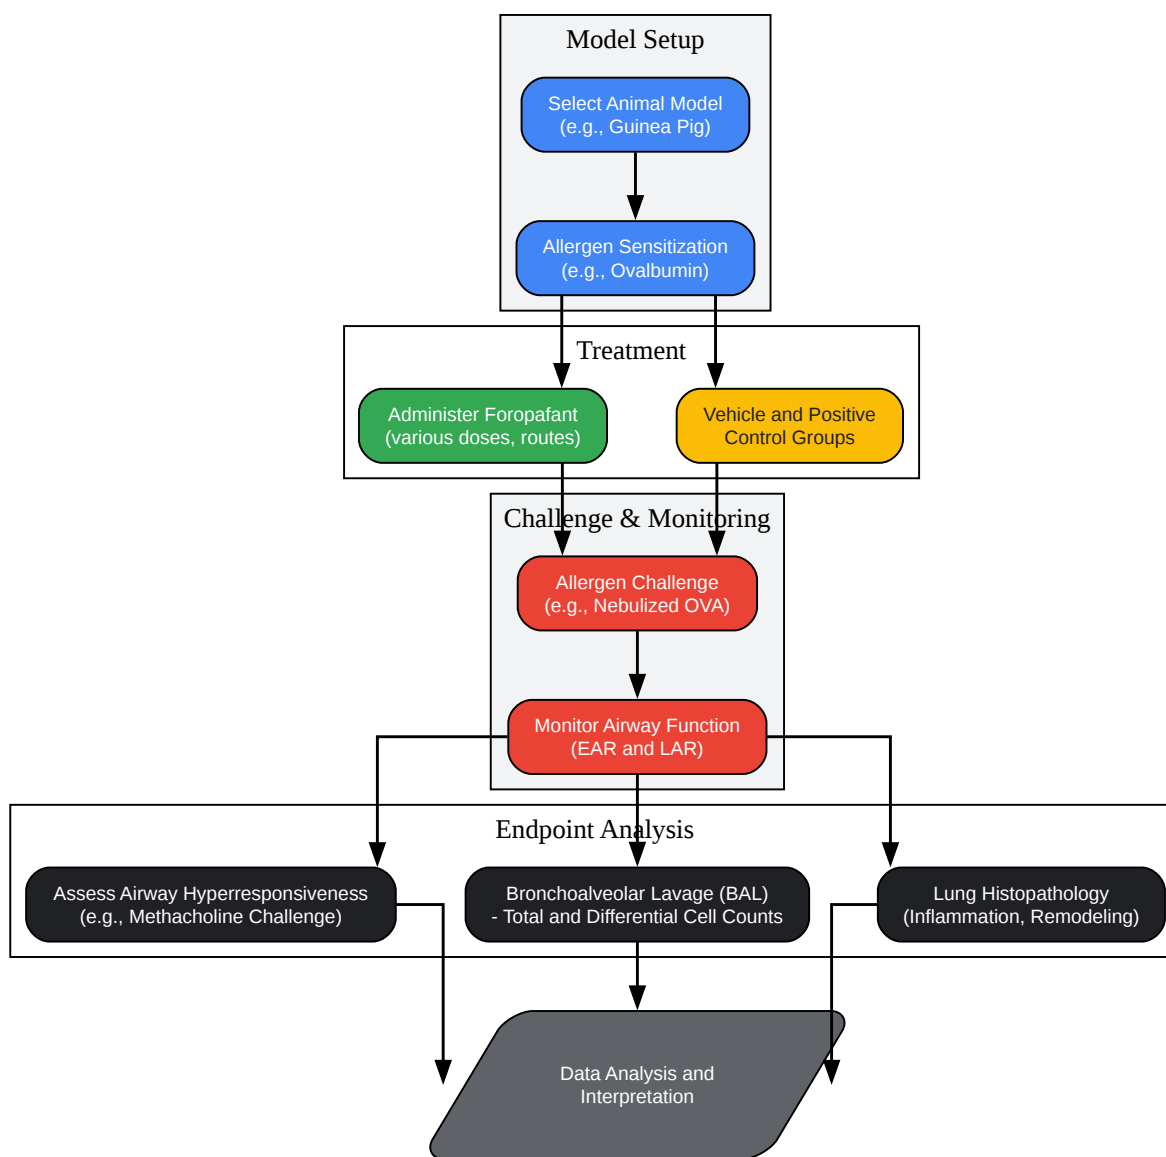 Model Setup
Select Animal Model
(e.g., Guinea Pig)
Allergen Sensitization
(e.g., Ovalbumin)
Treatment
Administer Foropafant
(various doses, routes)
Vehicle and Positive
Control Groups
Challenge & Monitoring
Allergen Challenge
(e.g., Nebulized OVA)
Monitor Airway Function
(EAR and LAR)
Endpoint Analysis
Assess Airway Hyperresponsiveness
(e.g., Methacholine Challenge)
Bronchoalveolar Lavage (BAL)
- Total and Differential Cell Counts
Lung Histopathology
(Inflammation, Remodeling)
Data Analysis and
Interpretation